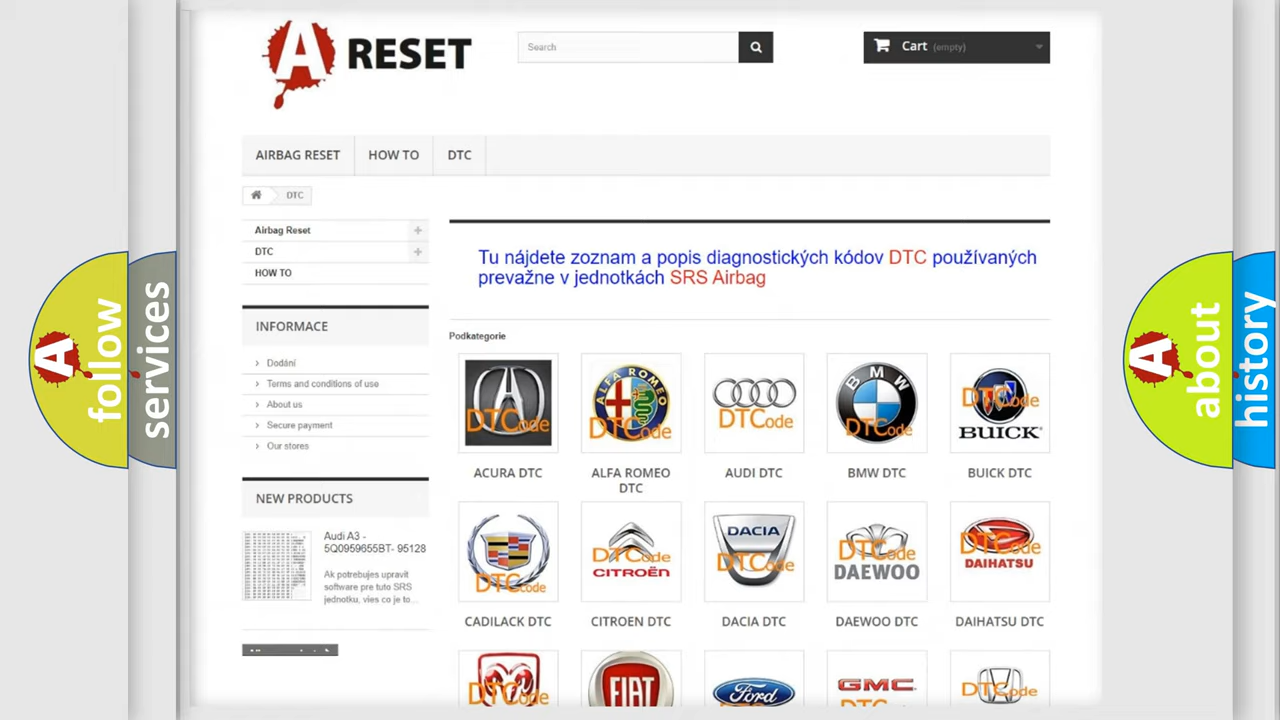 A RESET
Search
Cart (empty)
AIRBAG RESET
HOW TO
DTC
DTC
Airbag Reset
DTC
HOW TO
Tu nájdete zoznam a popis diagnostických kódov DTC používaných
prevažne v jednotkách SRS Airbag
INFORMACE
Dodání
Terms and conditions of use
About us
Secure payment
Our stores
Podkategorie
DTCode
ALFA ROMEO
DTCode
DTCode
BMW
DTCode
DTCode
BUICK
ACURA DTC
ALFA ROMEO
DTC
AUDI DTC
BMW DTC
BUICK DTC
NEW PRODUCTS
Audi A3 -
5Q0959655BT- 95128
Ak potrebujes upravit
software pre tuto SRS
jednotku, vies co je to...
DTCode
DTCode
CITROËN
DACIA
DTCode
DTCode
DAEWOO
DTCode
DAIHATSU
CADILACK DTC
CITROEN DTC
DACIA DTC
DAEWOO DTC
DAIHATSU DTC
DTCode
FIAT
Ford
GMC
DTCode
A follow
services
A about
history